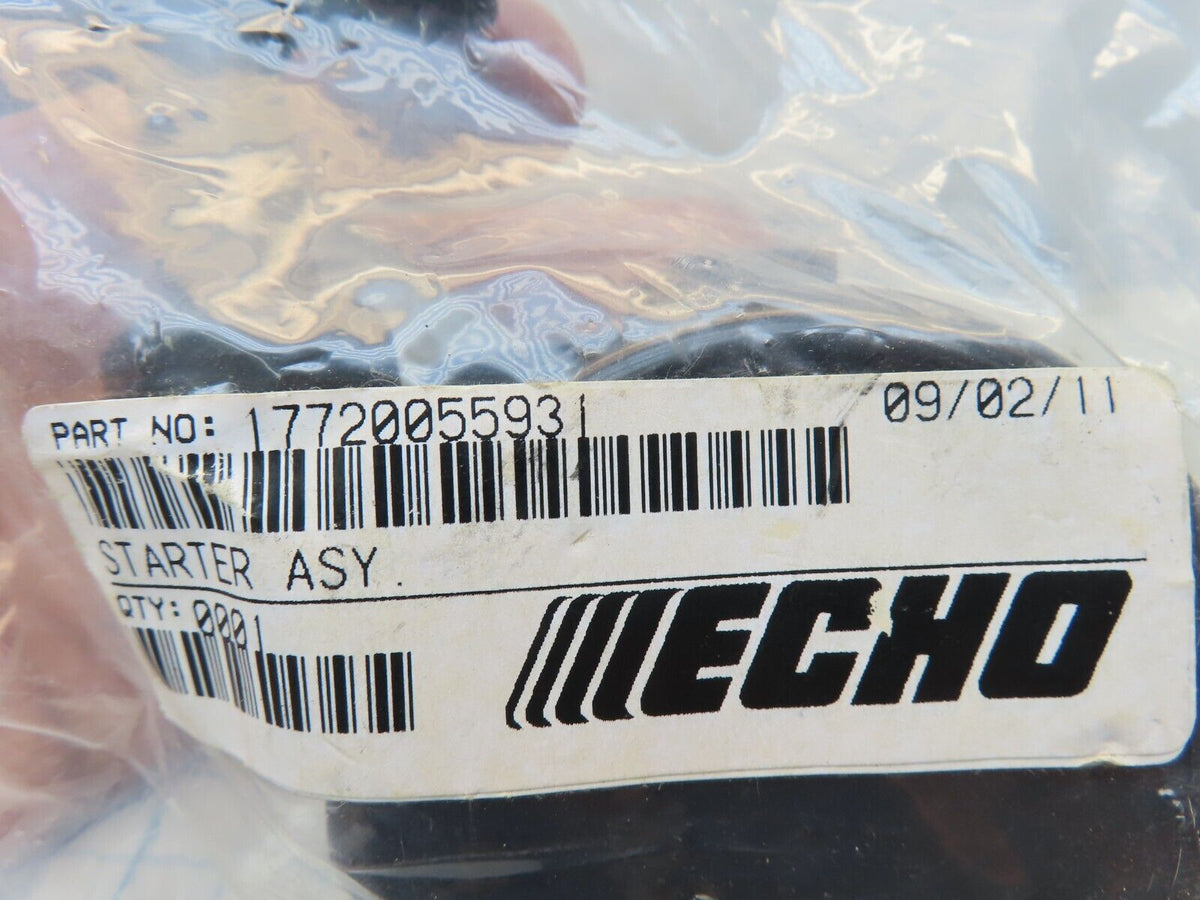 PART NO: 17720055931 09/02/11
STARTER ASY.
QTY: 0001
ECHO